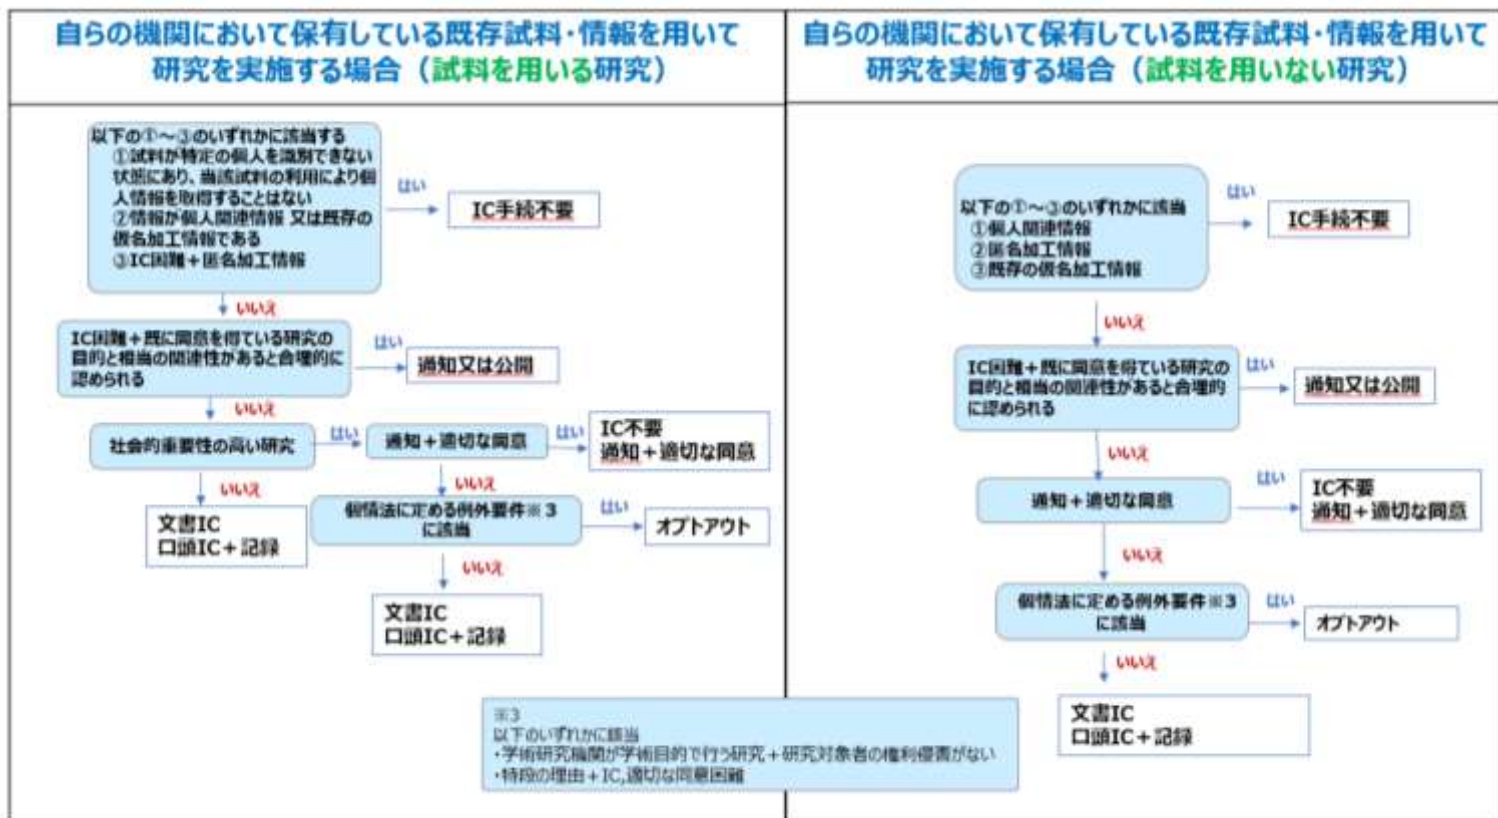 自らの機関において保有している既存試料・情報を用いて
研究を実施する場合（試料を用いる研究）
以下の①～③のいずれかに該当する
①試料が特定の個人を識別できない
状態にあり、当該試料の利用により個
人情報を取得することはない
②情報が個人関連情報 又は既存の
仮名加工情報である
③IC困難＋匿名加工情報
はい
IC手続不要
いいえ
IC困難＋既に同意を得ている研究の
目的と相当の関連性があると合理的に
認められる
はい
通知又は公開
いいえ
社会的重要性の高い研究
はい
通知＋適切な同意
はい
IC不要
通知＋適切な同意
いいえ
文書IC
口頭IC＋記録
いいえ
個情法に定める例外要件※３
に該当
はい
オプトアウト
いいえ
文書IC
口頭IC＋記録
自らの機関において保有している既存試料・情報を用いて
研究を実施する場合（試料を用いない研究）
以下の①～③のいずれかに該当
①個人関連情報
②匿名加工情報
③既存の仮名加工情報
はい
IC手続不要
いいえ
IC困難＋既に同意を得ている研究の
目的と相当の関連性があると合理的
に認められる
はい
通知又は公開
いいえ
通知＋適切な同意
はい
IC不要
通知＋適切な同意
いいえ
個情法に定める例外要件※３
に該当
はい
オプトアウト
いいえ
文書IC
口頭IC＋記録
※3
以下のいずれかに該当
・学術研究機関が学術目的で行う研究＋研究対象者の権利侵害がない
・特段の理由＋IC,適切な同意困難